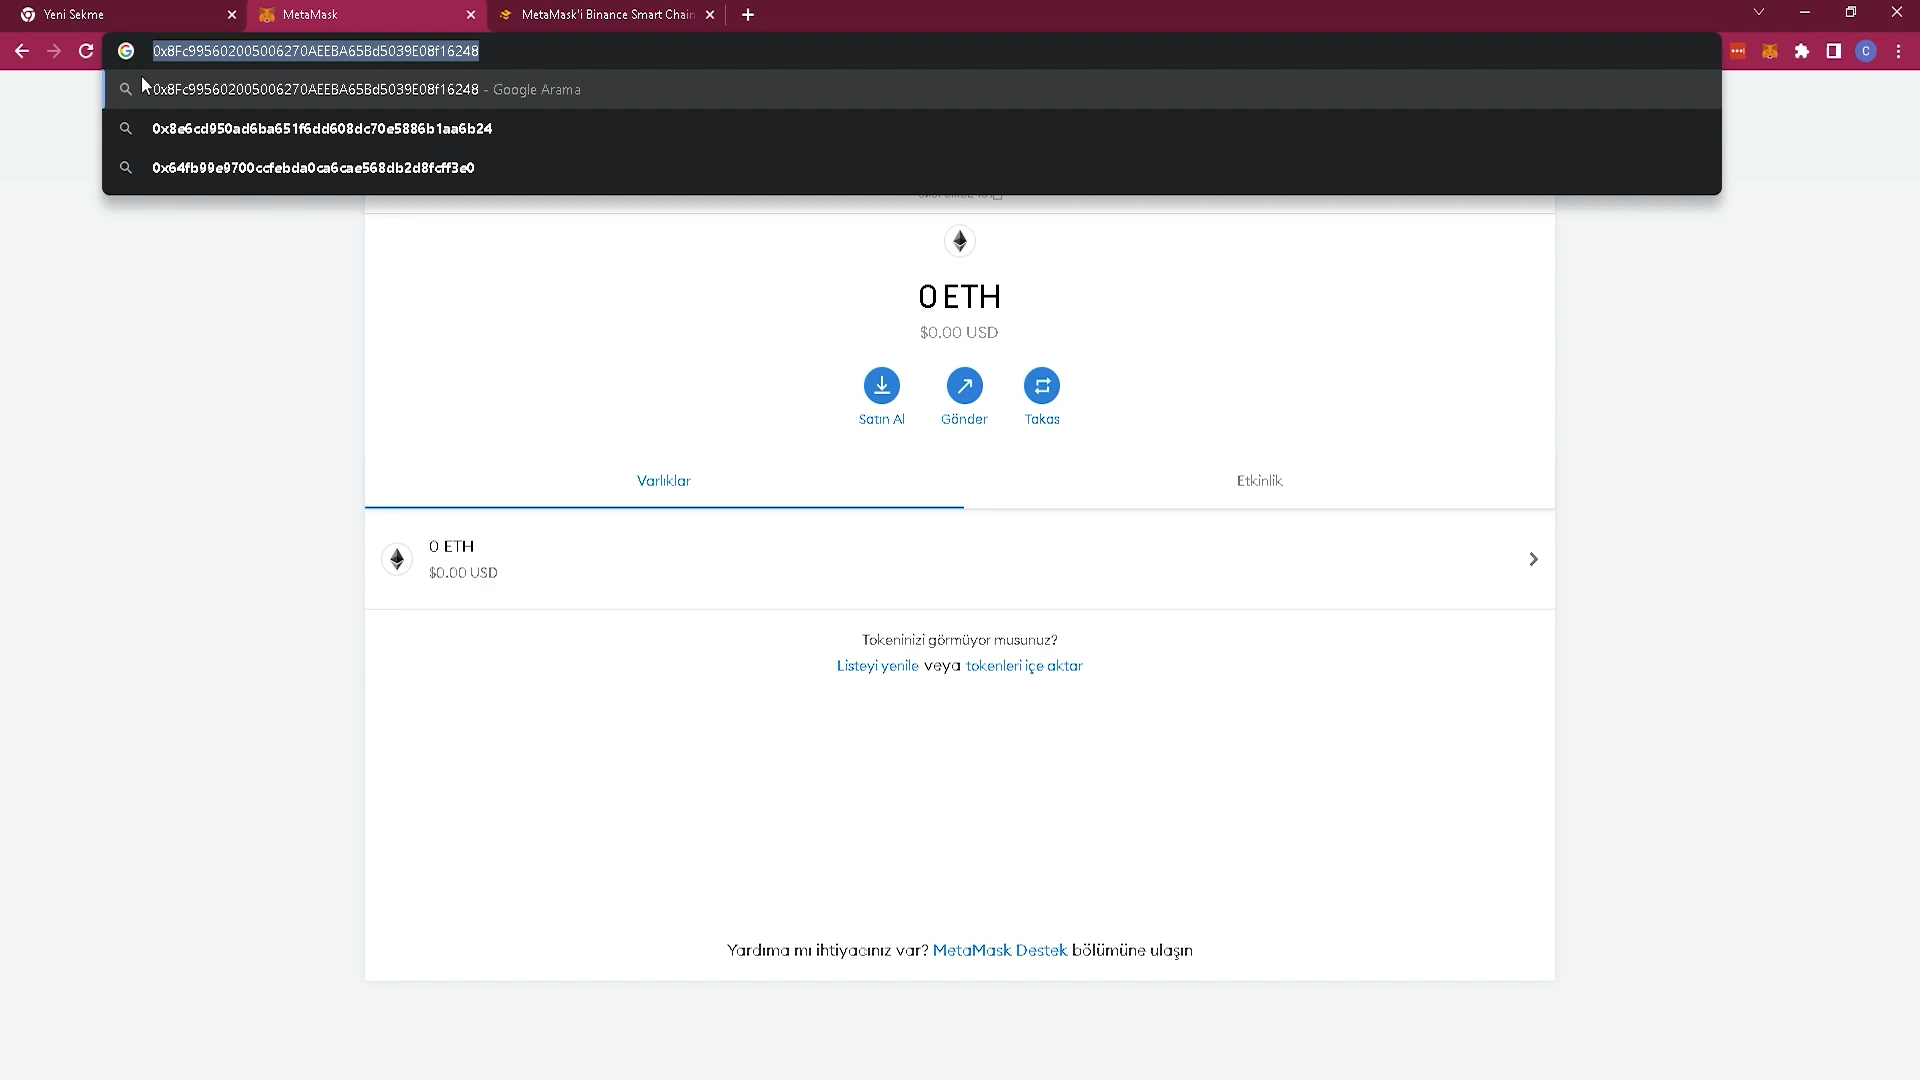 Yeni Sekme
MetaMask
MetaMask'i Binance Smart Chain
0x8Fc995602005006270AEEBA65Bd5039E08f16248
C
0x8Fc995602005006270AEEBA65Bd5039E08f16248 - Google Arama
0x8e6cd950ad6ba651f6dd608dc70e5886b1aa6b24
0x64fb99e9700ccfebda0ca6cae568db2d8fcff3e0
0 ETH
$0.00 USD
Satın Al
Gönder
Takas
Varlıklar
Etkinlik
0 ETH
$0.00 USD
Tokeninizi görmüyor musunuz?
Listeyi yenile veya tokenleri içe aktar
Yardıma mı ihtiyacınız var? MetaMask Destek bölümüne ulaşın